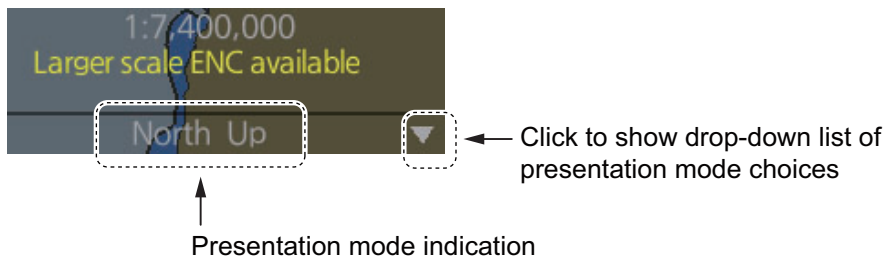 1:7,400,000
Larger scale ENC available
North Up
Click to show drop-down list of
presentation mode choices
Presentation mode indication